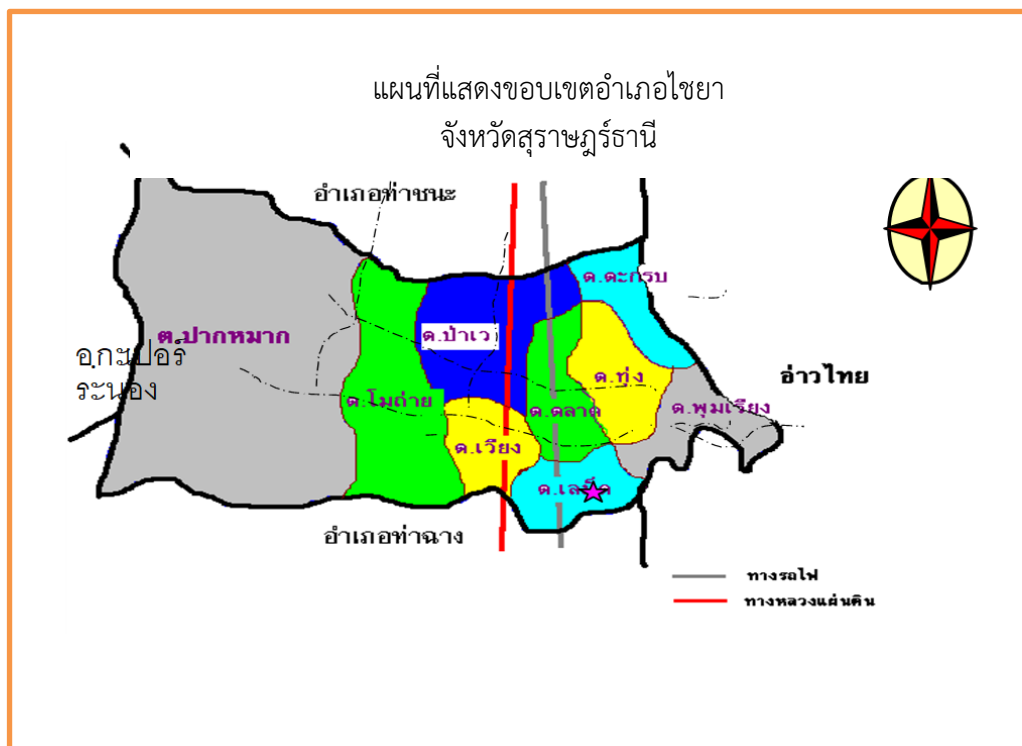 แผนที่แสดงขอบเขตอำเภอไชยา
จังหวัดสุราษฎร์ธานี
อำเภอท่าชนะ
ต.ตะกรบ
ต.ปากหมาก
ต.ป่าเว
อ.กะเปอร์
ระนอง
ต.ทุ่ง
อ่าวไทย
ต.โมถ่าย
ต.ตลาด
ต.พุมเรียง
ต.เวียง
ต.เลม็ด
อำเภอท่าฉาง
ทางรถไฟ
ทางหลวงแผ่นดิน